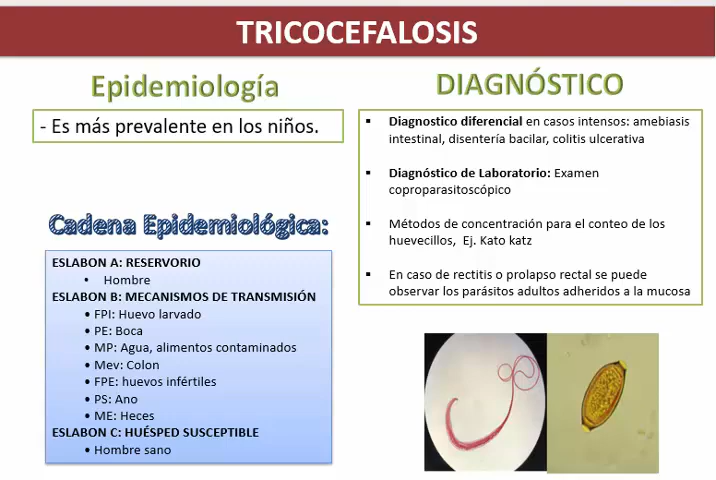 TRICOCEFALOSIS
Epidemiología
- Es más prevalente en los niños.
Cadena Epidemiológica:
ESLABON A: RESERVORIO
• Hombre
ESLABON B: MECANISMOS DE TRANSMISIÓN
• FPI: Huevo larvado
• PE: Boca
• MP: Agua, alimentos contaminados
• Mev: Colon
• FPE: huevos infértiles
• PS: Ano
• ME: Heces
ESLABON C: HUÉSPED SUSCEPTIBLE
• Hombre sano
DIAGNÓSTICO
▪ Diagnostico diferencial en casos intensos: amebiasis
intestinal, disentería bacilar, colitis ulcerativa
▪ Diagnóstico de Laboratorio: Examen
coproparasitoscópico
▪ Métodos de concentración para el conteo de los
huevecillos, Ej. Kato katz
▪ En caso de rectitis o prolapso rectal se puede
observar los parásitos adultos adheridos a la mucosa